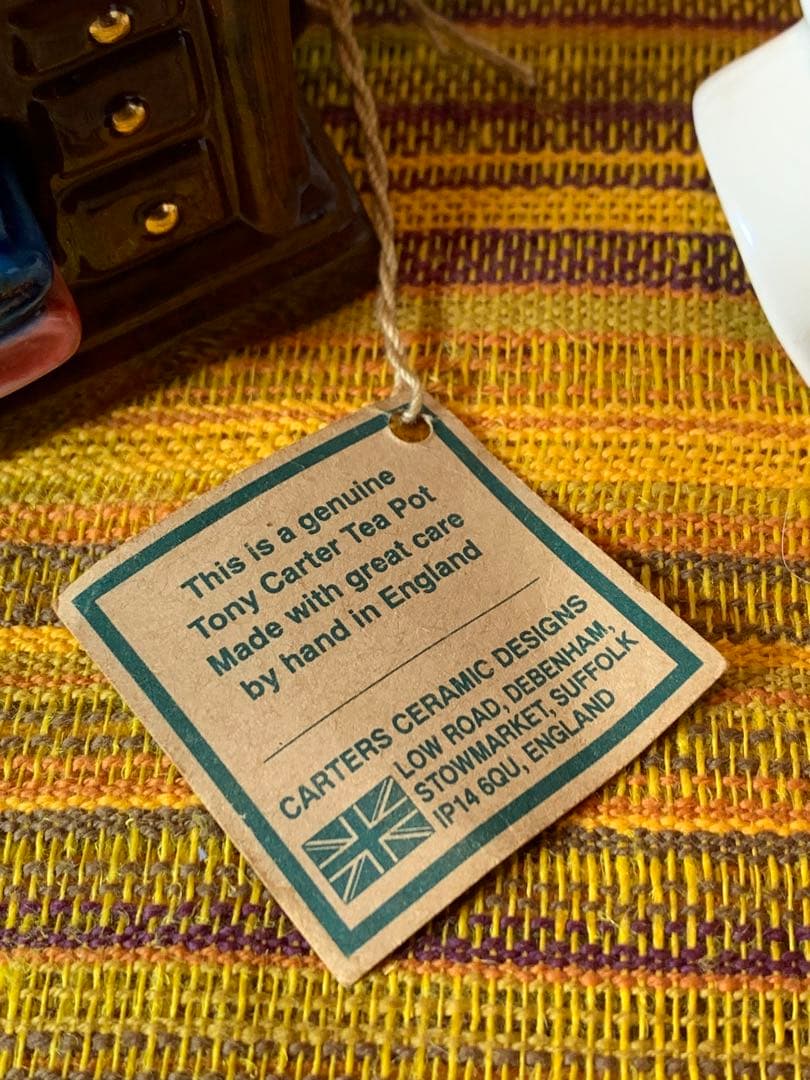 This is a genuine
Tony Carter Tea Pot
Made with great care
by hand in England
CARTERS CERAMIC DESIGNS
LOW ROAD, DEBENHAM,
STOWMARKET, SUFFOLK
IP14 6QU, ENGLAND